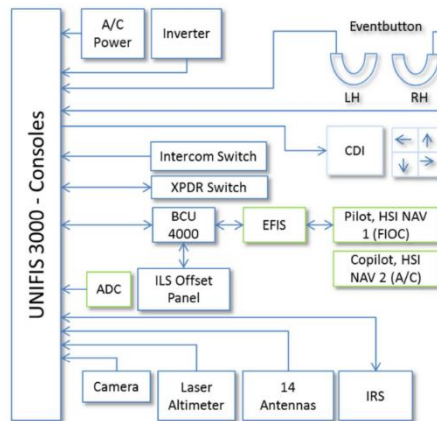 UNIFIS 3000 - Consoles
A/C
Power
Inverter
Eventbutton
LH
RH
CDI
Intercom Switch
XPDR Switch
BCU
4000
EFIS
Pilot, HSI NAV
1 (FIOC)
Copilot, HSI
NAV 2 (A/C)
ADC
ILS Offset
Panel
Camera
Laser
Altimeter
14
Antennas
IRS